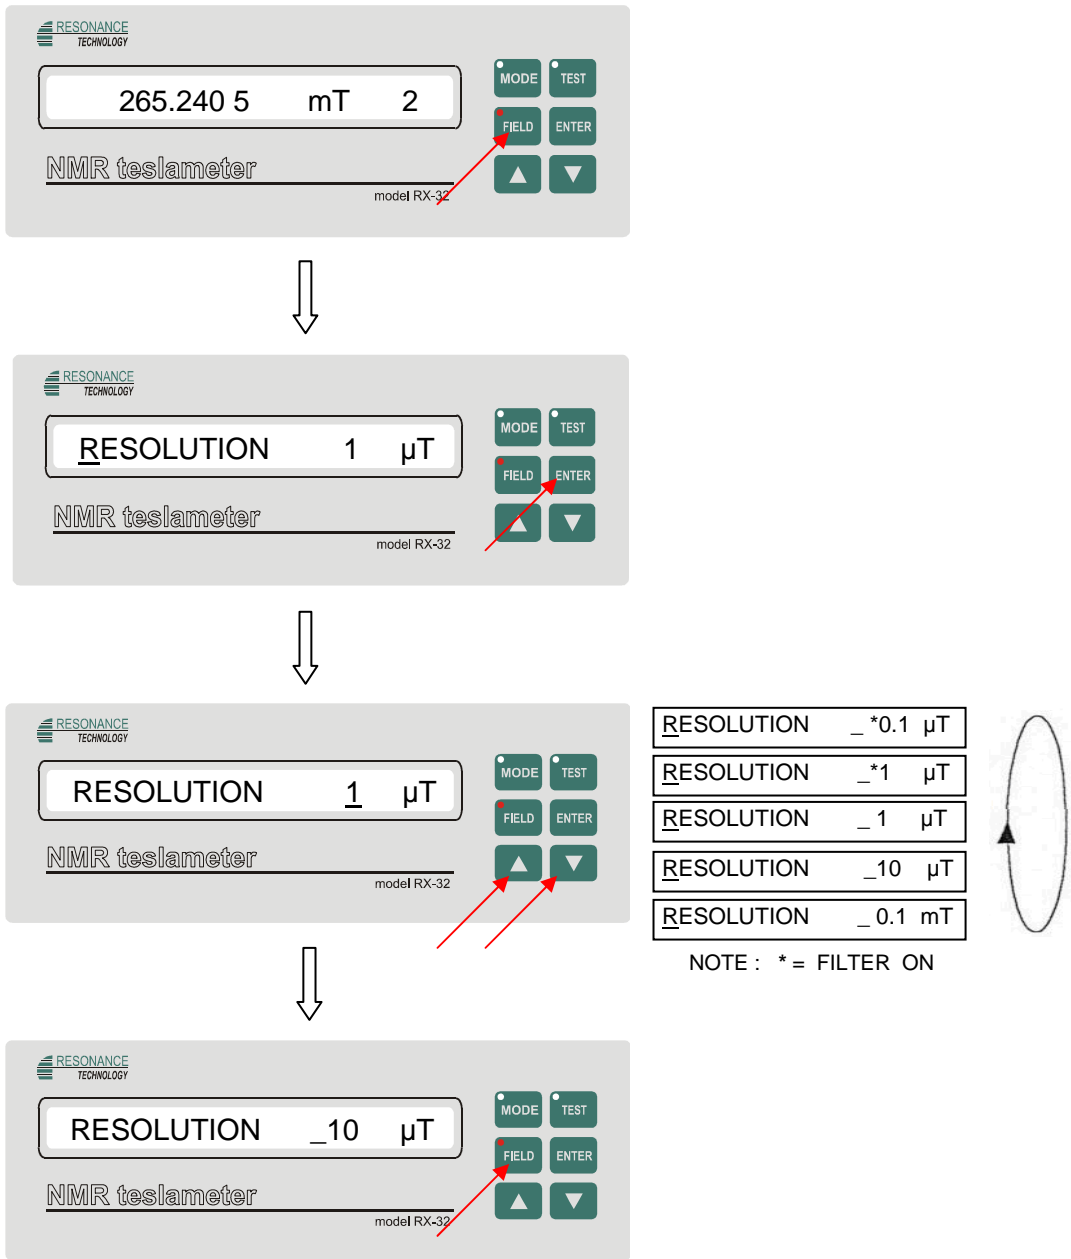 RESONANCE
TECHNOLOGY
265.240 5 mT 2
MODE TEST
FIELD ENTER
NMR teslameter
model RX-32
RESONANCE
TECHNOLOGY
RESOLUTION 1 µT
MODE TEST
FIELD ENTER
NMR teslameter
model RX-32
RESONANCE
TECHNOLOGY
RESOLUTION 1 µT
MODE TEST
FIELD ENTER
NMR teslameter
model RX-32
RESOLUTION _ *0.1 µT
RESOLUTION _*1 µT
RESOLUTION _ 1 µT
RESOLUTION _10 µT
RESOLUTION _ 0.1 mT
NOTE : * = FILTER ON
RESONANCE
TECHNOLOGY
RESOLUTION _10 µT
MODE TEST
FIELD ENTER
NMR teslameter
model RX-32